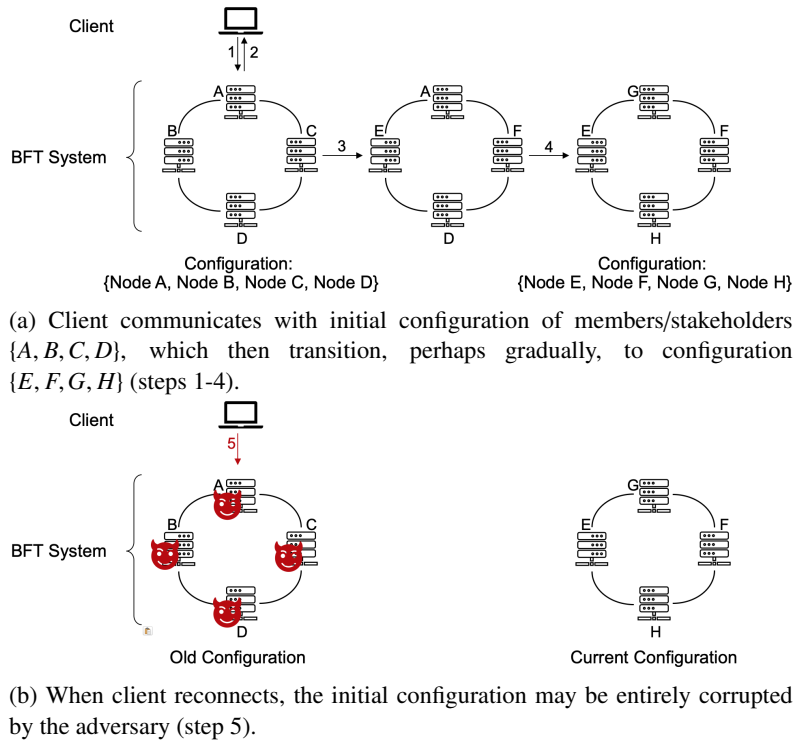 Client
1 2
A A G
B C 3 E F 4 E F
BFT System
D D H
Configuration: Configuration:
{Node A, Node B, Node C, Node D} {Node E, Node F, Node G, Node H}
(a) Client communicates with initial configuration of members/stakeholders
{A, B, C, D}, which then transition, perhaps gradually, to configuration
{E, F, G, H} (steps 1-4).
Client
5
A G
B C E F
BFT System
D H
Old Configuration Current Configuration
(b) When client reconnects, the initial configuration may be entirely corrupted
by the adversary (step 5).